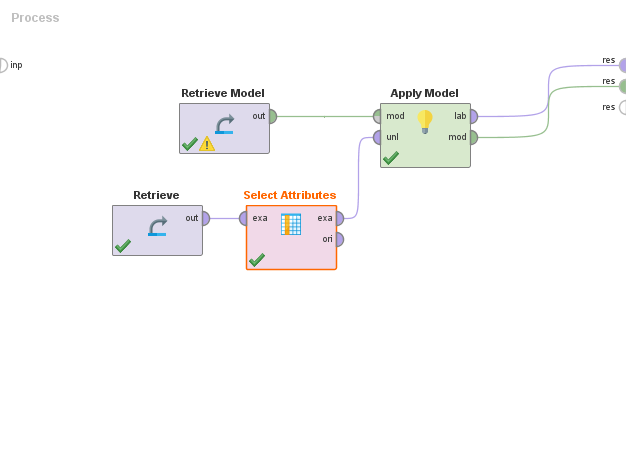 Process
inp
res
res
res
Retrieve Model
out
Apply Model
mod
lab
unl
mod
Retrieve
out
Select Attributes
exa
exa
ori